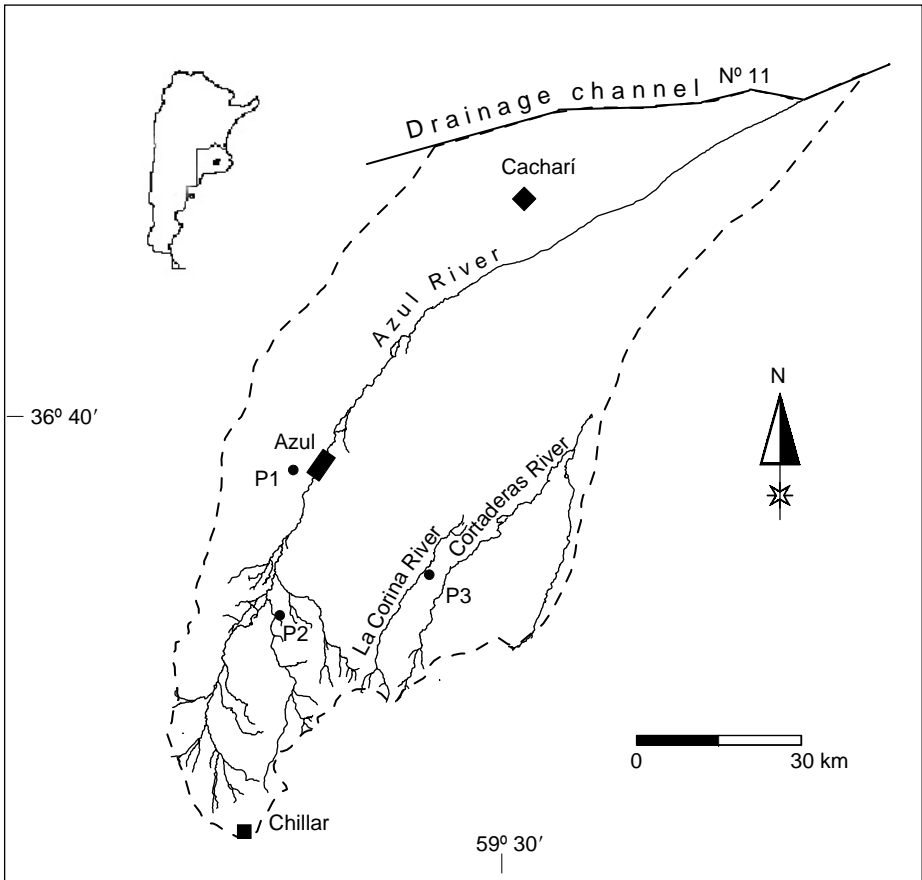 Drainage channel Nº 11
Cacharí
Azul River
N
36º 40′
Azul
P1
La Corina River
Cortaderas River
P3
P2
0 30 km
Chillar
59º 30′